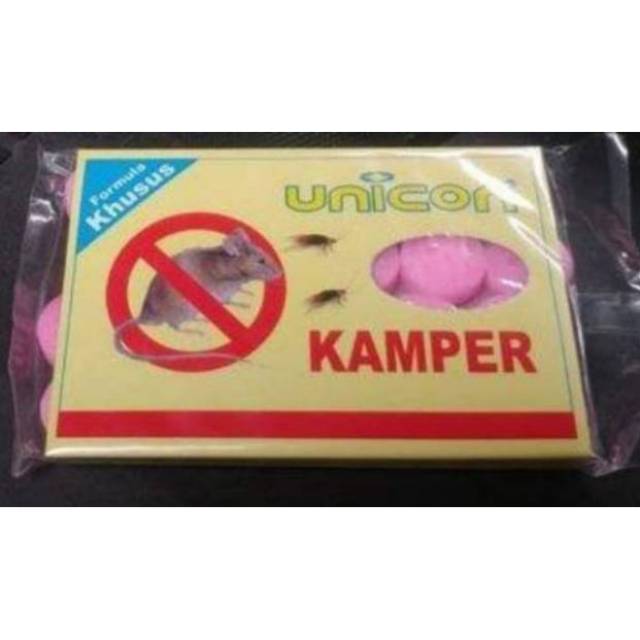 Formula
Khusus
unicorn
KAMPER